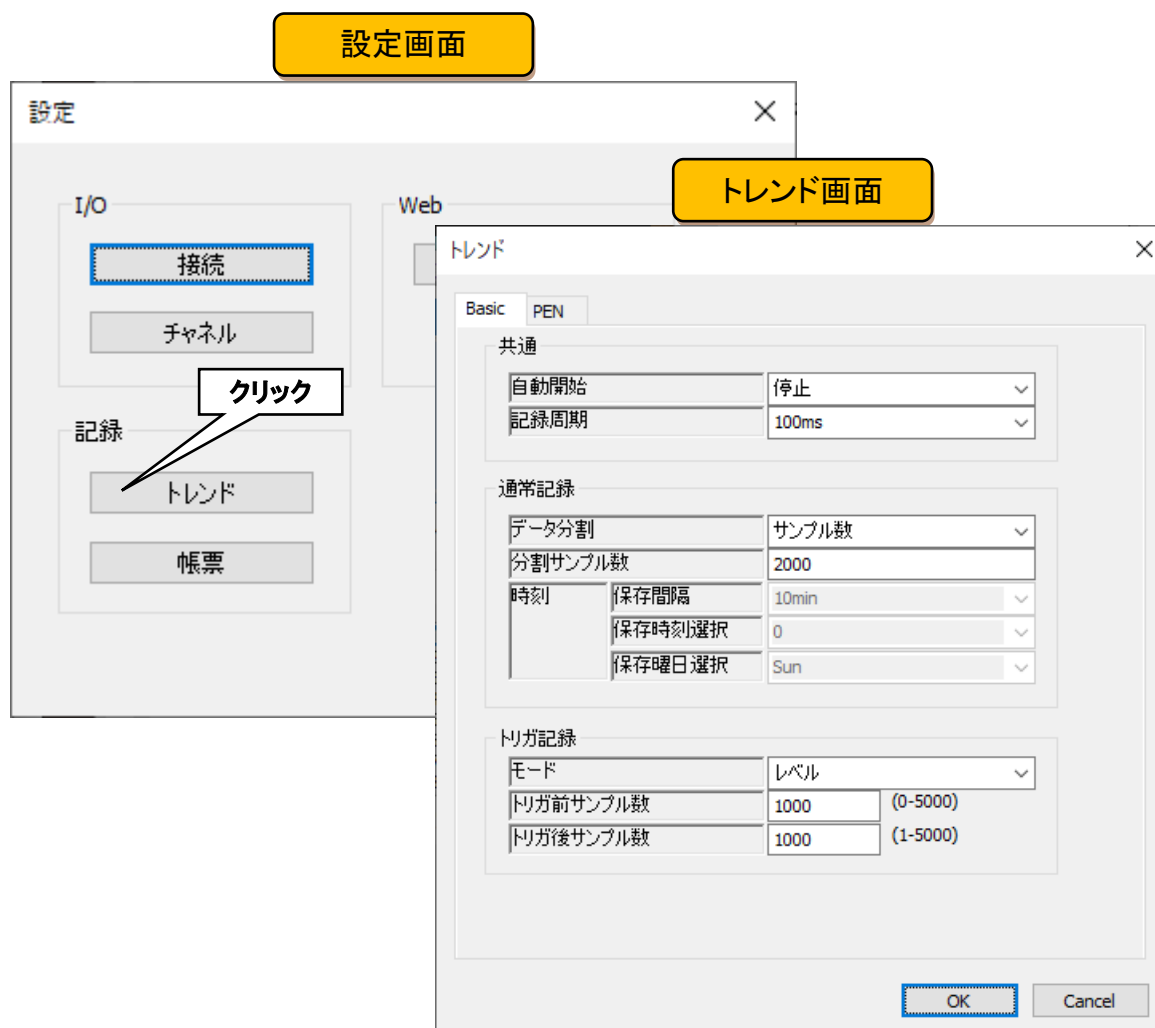 設定画面
設定
I/O
接続
チャネル
Web
クリック
記録
トレンド
帳票
トレンド画面
トレンド
Basic
PEN
共通
自動開始 停止
記録周期 100ms
通常記録
データ分割 サンプル数
分割サンプル数 2000
時刻 保存間隔 10min
保存時刻選択 0
保存曜日選択 Sun
トリガ記録
モード レベル
トリガ前サンプル数 1000 (0-5000)
トリガ後サンプル数 1000 (1-5000)
OK Cancel